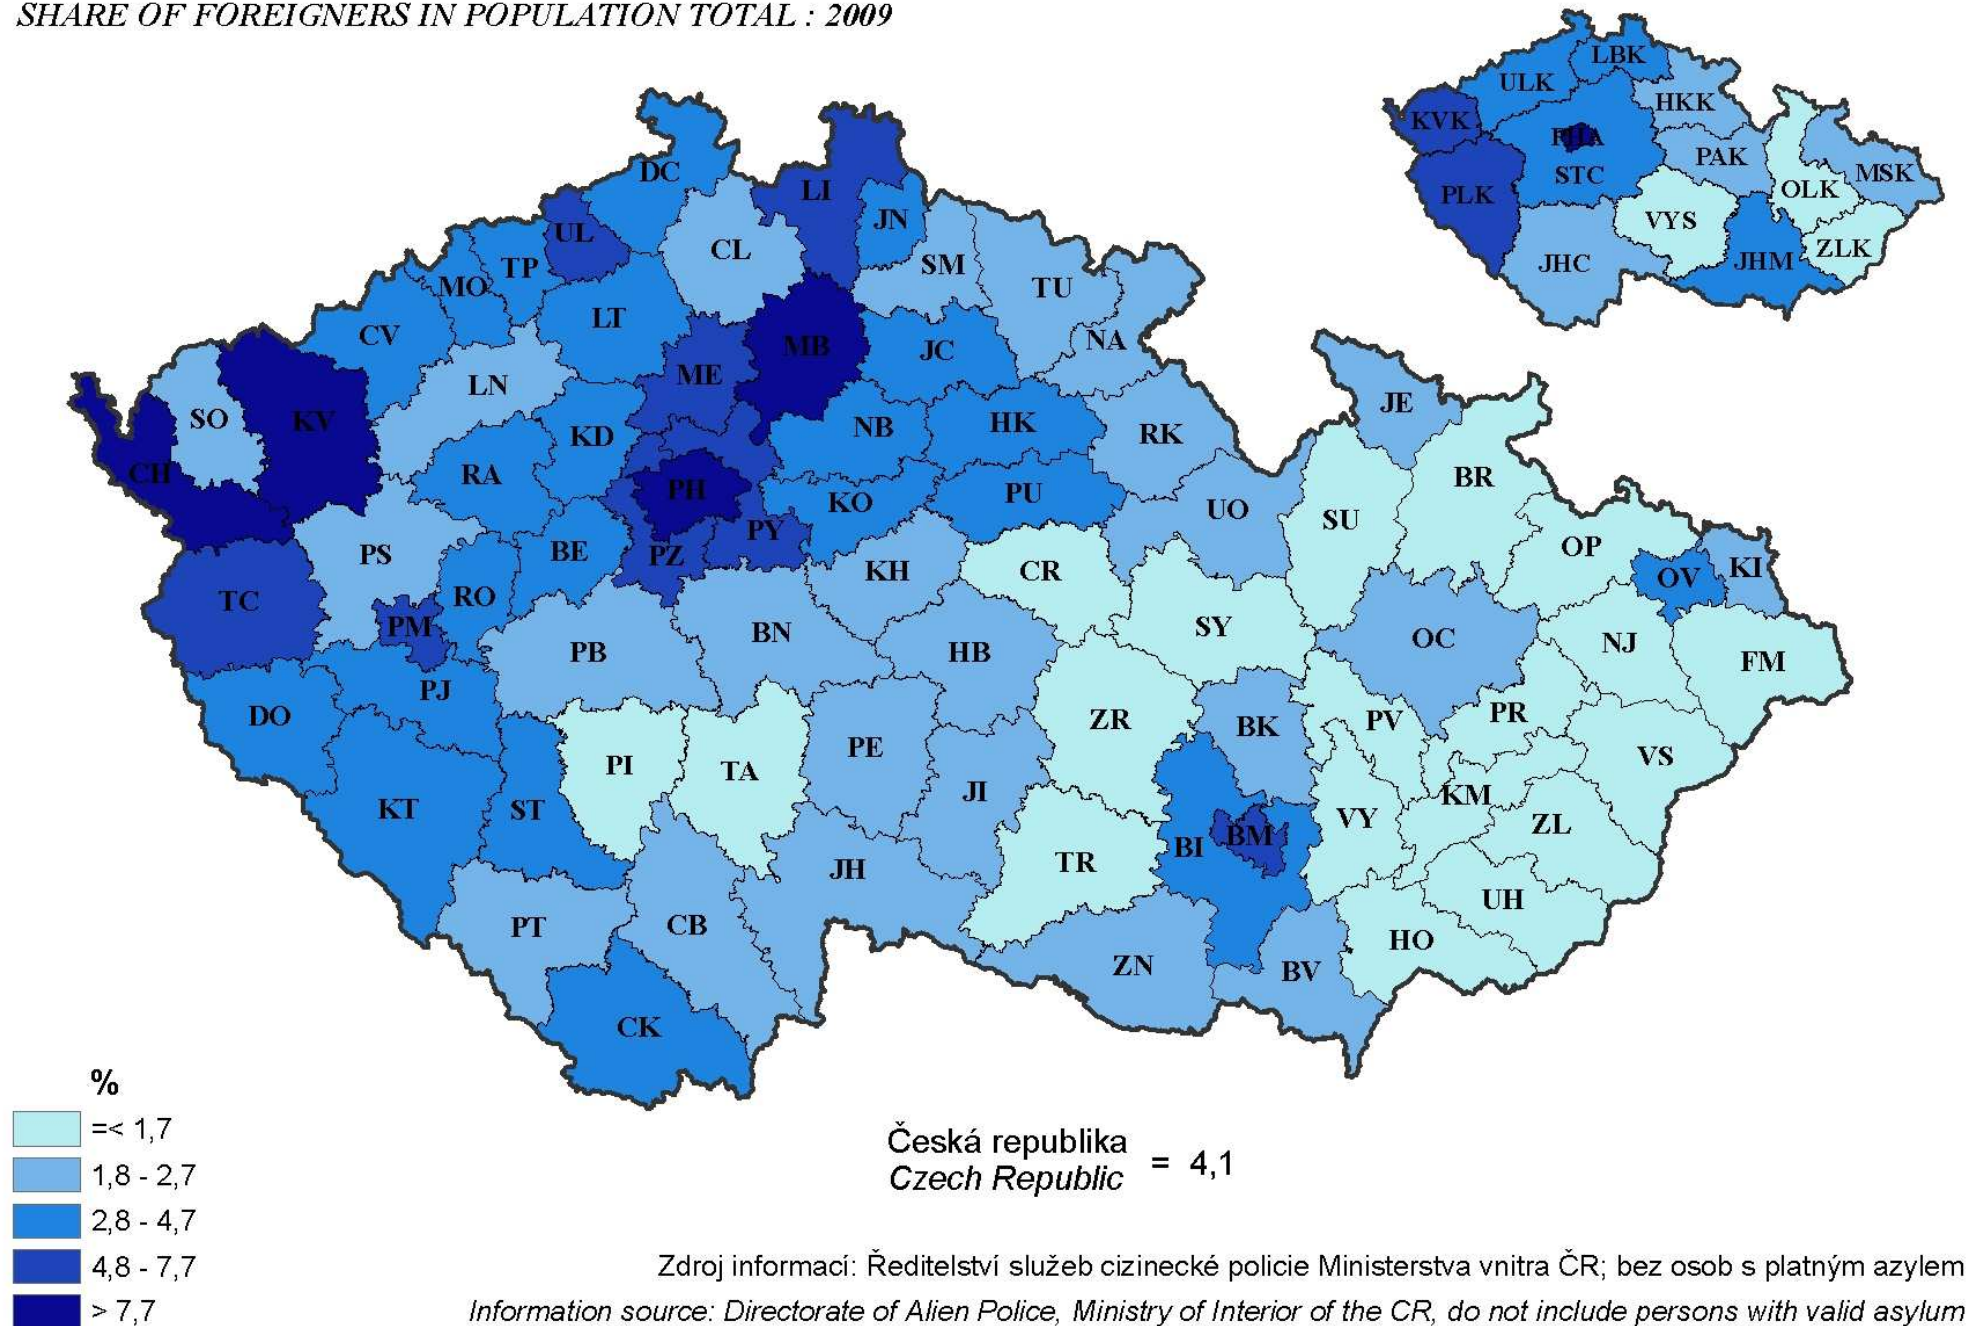 SHARE OF FOREIGNERS IN POPULATION TOTAL : 2009
LBK
ULK
HKK
KVK
PHA
PAK
STC
MSK
PLK
OLK
VYS
ZLK
JHC
JHM
DC
LI
JN
UL
CL
SM
TP
MO
TU
LT
CV
NA
MB
JC
ME
LN
SO
KV
JE
KD
NB
HK
RK
CH
RA
PH
BR
KO
PU
UO
SU
PY
PS
BE
PZ
OP
KH
CR
OV
KI
TC
RO
PM
SY
BN
OC
NJ
PB
HB
FM
PJ
DO
ZR
BK
PV
PR
PE
VS
PI
TA
JI
KM
KT
ST
VY
ZL
BM
BI
JH
TR
UH
PT
CB
HO
ZN
BV
CK
%
=< 1,7
1,8 - 2,7
2,8 - 4,7
4,8 - 7,7
> 7,7
Česká republika
Czech Republic
= 4,1
Zdroj informací: Ředitelství služeb cizinecké policie Ministerstva vnitra ČR; bez osob s platným azylem
Information source: Directorate of Alien Police, Ministry of Interior of the CR, do not include persons with valid asylum